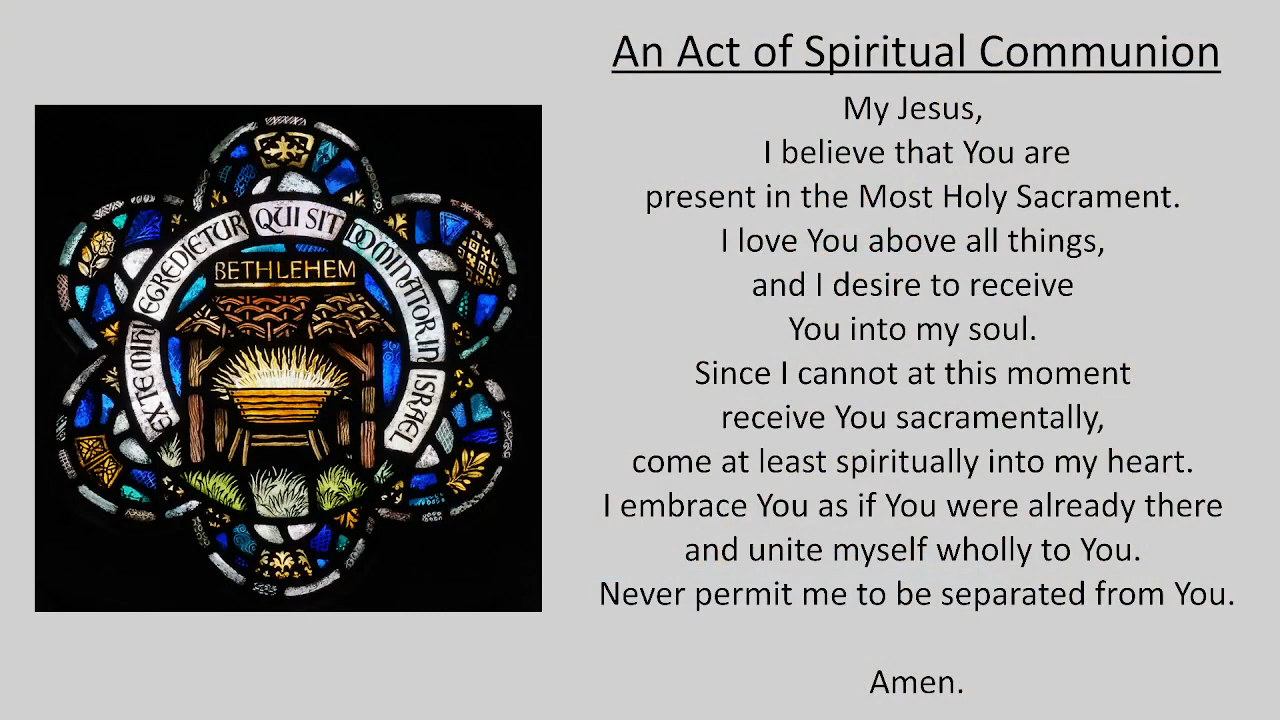 An Act of Spiritual Communion
My Jesus,
I believe that You are
present in the Most Holy Sacrament.
I love You above all things,
and I desire to receive
You into my soul.
Since I cannot at this moment
receive You sacramentally,
come at least spiritually into my heart.
I embrace You as if You were already there
and unite myself wholly to You.
Never permit me to be separated from You.
Amen.
EX TE MIHI EGREDIETUR QUI SIT DOMINATOR IN ISRAEL
BETHLEHEM